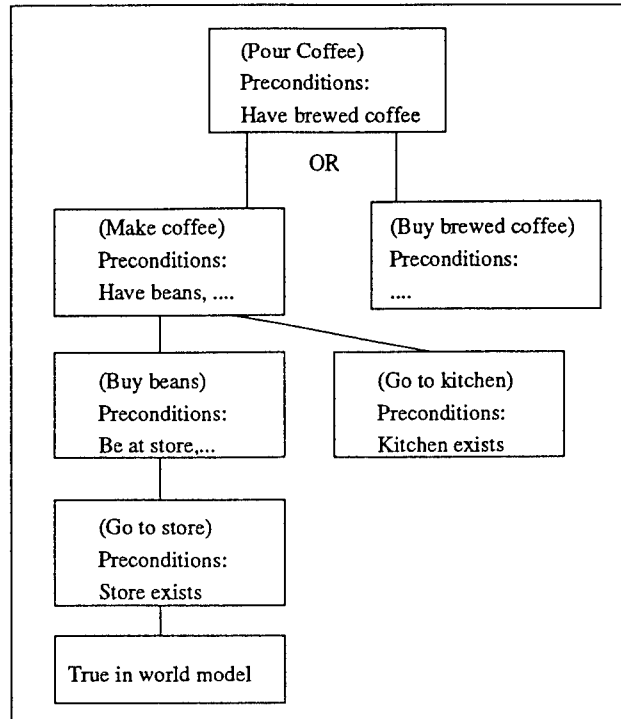 (Pour Coffee)
Preconditions:
Have brewed coffee
OR
(Make coffee)
Preconditions:
Have beans, ....
(Buy brewed coffee)
Preconditions:
....
(Buy beans)
Preconditions:
Be at store,...
(Go to kitchen)
Preconditions:
Kitchen exists
(Go to store)
Preconditions:
Store exists
True in world model